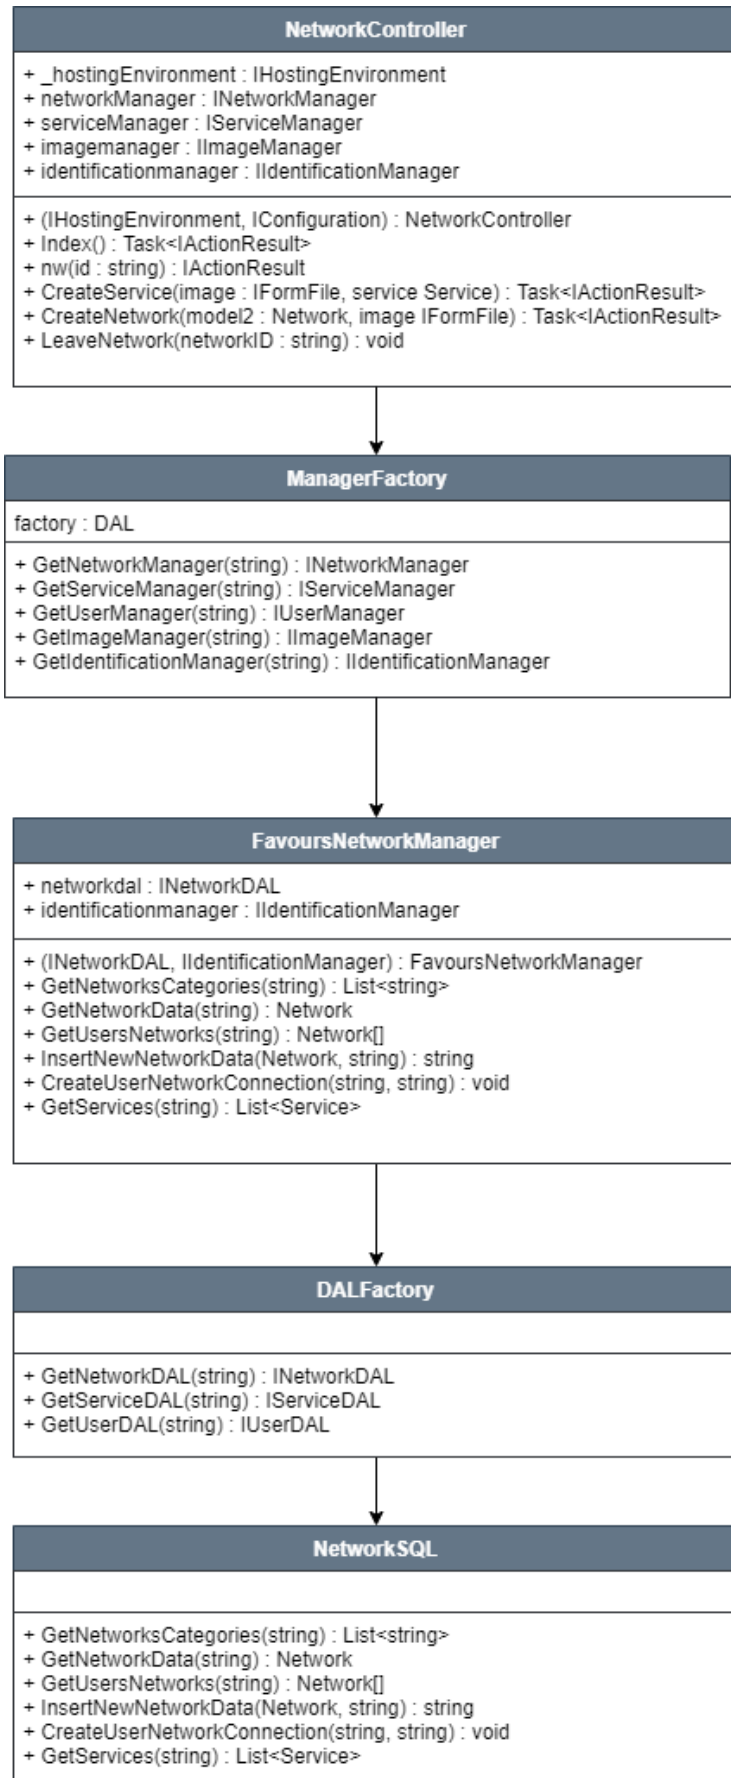 NetworkController
+ _hostingEnvironment : IHostingEnvironment
+ networkManager : INetworkManager
+ serviceManager : IServiceManager
+ imagemanager : IImageManager
+ identificationmanager : IIdentificationManager
+ (IHostingEnvironment, IConfiguration) : NetworkController
+ Index() : Task<IActionResult>
+ nw(id : string) : IActionResult
+ CreateService(image : IFormFile, service Service) : Task<IActionResult>
+ CreateNetwork(model2 : Network, image IFormFile) : Task<IActionResult>
+ LeaveNetwork(networkID : string) : void
ManagerFactory
factory : DAL
+ GetNetworkManager(string) : INetworkManager
+ GetServiceManager(string) : IServiceManager
+ GetUserManager(string) : IUserManager
+ GetImageManager(string) : IImageManager
+ GetIdentificationManager(string) : IIdentificationManager
FavoursNetworkManager
+ networkdal : INetworkDAL
+ identificationmanager : IIdentificationManager
+ (INetworkDAL, IIdentificationManager) : FavoursNetworkManager
+ GetNetworksCategories(string) : List<string>
+ GetNetworkData(string) : Network
+ GetUsersNetworks(string) : Network[]
+ InsertNewNetworkData(Network, string) : string
+ CreateUserNetworkConnection(string, string) : void
+ GetServices(string) : List<Service>
DALFactory
+ GetNetworkDAL(string) : INetworkDAL
+ GetServiceDAL(string) : IServiceDAL
+ GetUserDAL(string) : IUserDAL
NetworkSQL
+ GetNetworksCategories(string) : List<string>
+ GetNetworkData(string) : Network
+ GetUsersNetworks(string) : Network[]
+ InsertNewNetworkData(Network, string) : string
+ CreateUserNetworkConnection(string, string) : void
+ GetServices(string) : List<Service>